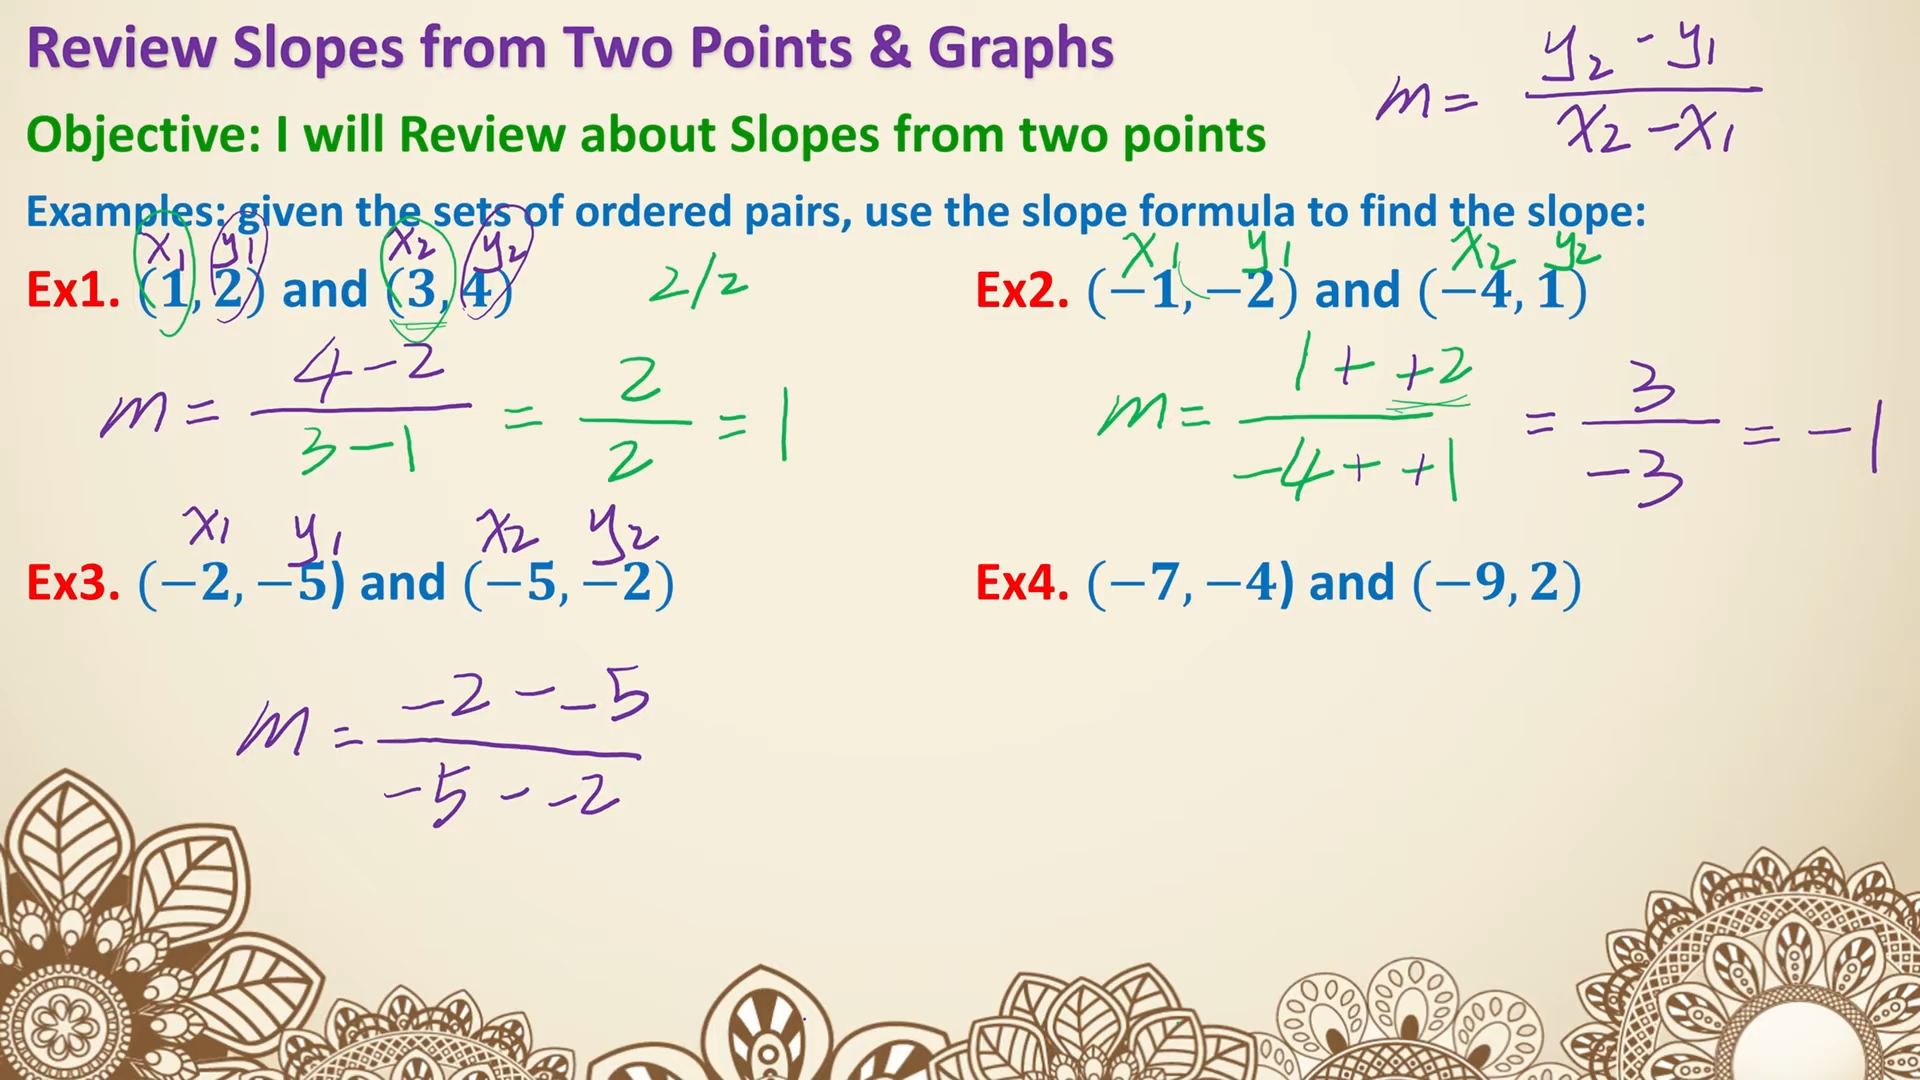 Review Slopes from Two Points & Graphs
m = y₂ - y₁ / x₂ - x₁
Objective: I will Review about Slopes from two points
Examples: given the sets of ordered pairs, use the slope formula to find the slope:
x₁ y₁ x₂ y₂
Ex1. (1, 2) and (3, 4)
2/2
m = 4 - 2 / 3 - 1 = 2 / 2 = 1
x₁ y₁ x₂ y₂
Ex2. (−1, −2) and (−4, 1)
m = 1 + +2 / -4 + +1 = 3 / -3 = -1
x₁ y₁ x₂ y₂
Ex3. (−2, −5) and (−5, −2)
m = -2 - -5 / -5 - -2
Ex4. (−7, −4) and (−9, 2)